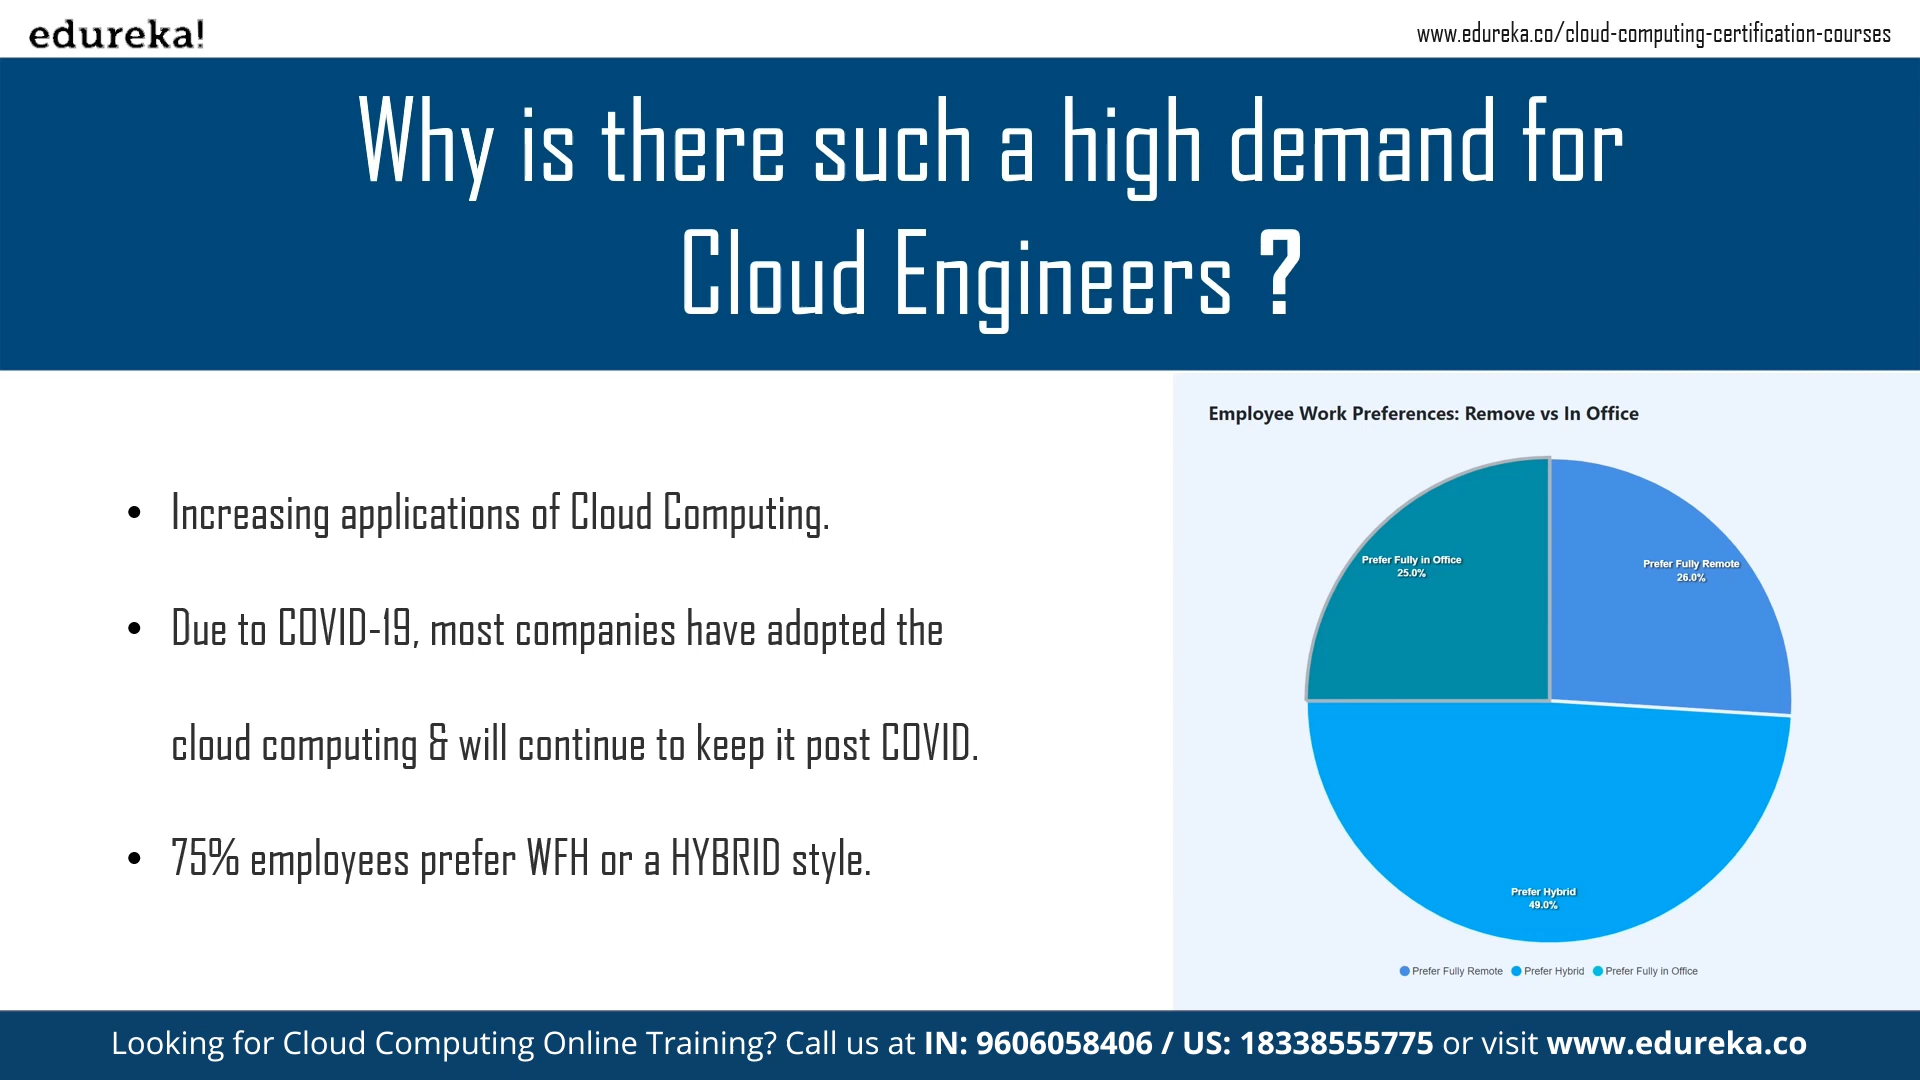 edureka!
www.edureka.co/cloud-computing-certification-courses
Why is there such a high demand for
Cloud Engineers ?
• Increasing applications of Cloud Computing.
• Due to COVID-19, most companies have adopted the
cloud computing & will continue to keep it post COVID.
• 75% employees prefer WFH or a HYBRID style.
Employee Work Preferences: Remove vs In Office
Prefer Fully in Office
25.0%
Prefer Fully Remote
26.0%
Prefer Hybrid
49.0%
Prefer Fully Remote Prefer Hybrid Prefer Fully in Office
Looking for Cloud Computing Online Training? Call us at IN: 9606058406 / US: 18338555775 or visit www.edureka.co